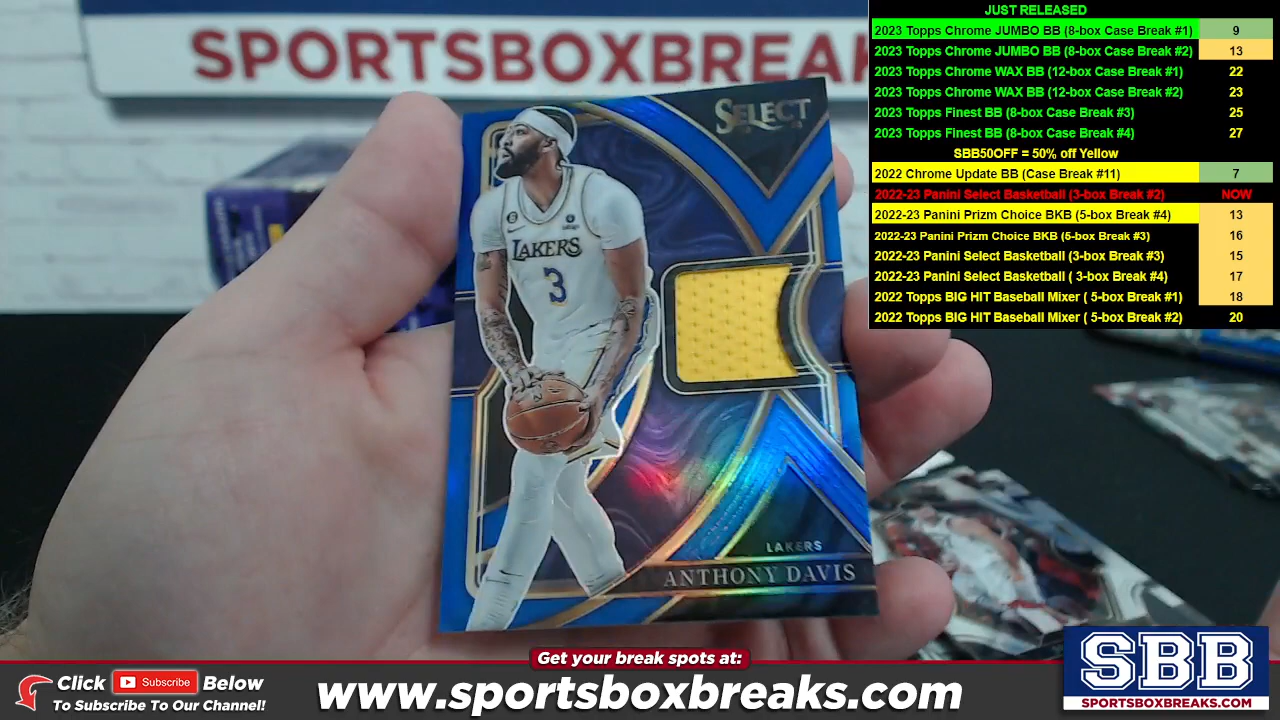 SPORTSBOXBREAK
SELECT
LAKERS
3
LAKERS
ANTHONY DAVIS
JUST RELEASED
2023 Topps Chrome JUMBO BB (8-box Case Break #1) 9
2023 Topps Chrome JUMBO BB (8-box Case Break #2) 13
2023 Topps Chrome WAX BB (12-box Case Break #1) 22
2023 Topps Chrome WAX BB (12-box Case Break #2) 23
2023 Topps Finest BB (8-box Case Break #3) 25
2023 Topps Finest BB (8-box Case Break #4) 27
SBB50OFF = 50% off Yellow
2022 Chrome Update BB (Case Break #11) 7
2022-23 Panini Select Basketball (3-box Break #2) NOW
2022-23 Panini Prizm Choice BKB (5-box Break #4) 13
2022-23 Panini Prizm Choice BKB (5-box Break #3) 16
2022-23 Panini Select Basketball (3-box Break #3) 15
2022-23 Panini Select Basketball ( 3-box Break #4) 17
2022 Topps BIG HIT Baseball Mixer ( 5-box Break #1) 18
2022 Topps BIG HIT Baseball Mixer ( 5-box Break #2) 20
Get your break spots at:
Click Subscribe Below
To Subscribe To Our Channel!
www.sportsboxbreaks.com
SBB
SPORTSBOXBREAKS.COM